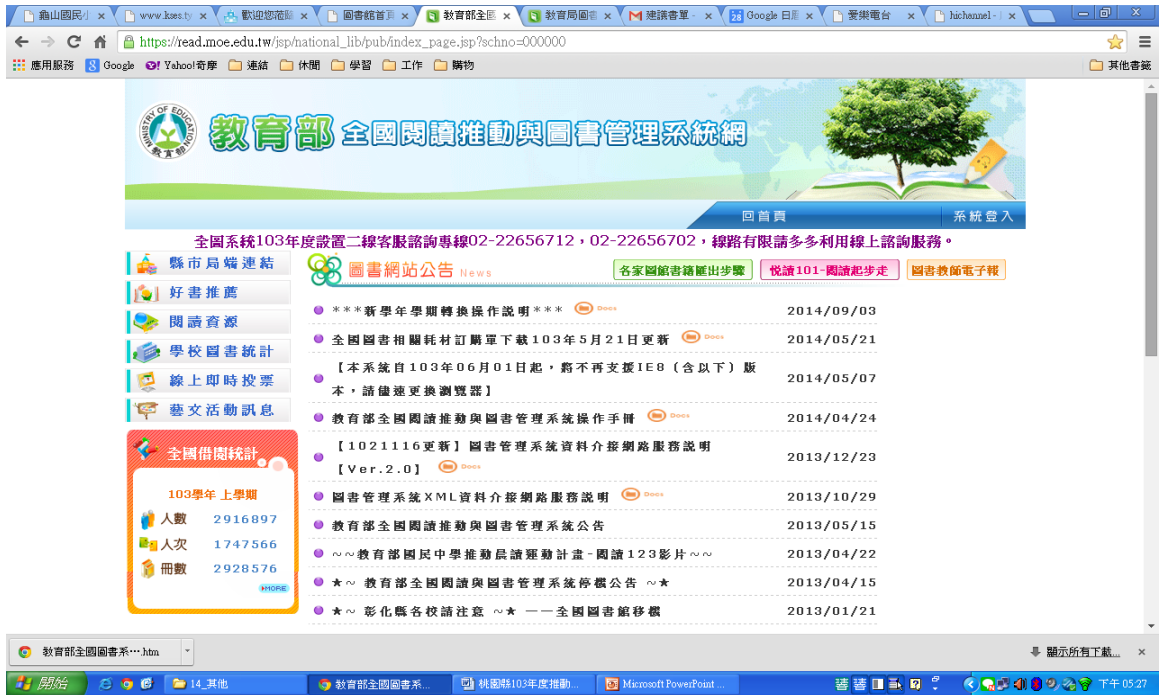 龜山國民小
www.kses.ty
歡迎您蒞臨
圖書館首頁
教育部全國
教育局圖書
建議書單 -
Google 日曆
愛樂電台
hichannel -
https://read.moe.edu.tw/jsp/national_lib/pub/index_page.jsp?schno=000000
應用服務 Google Yahoo!奇摩 連結 休閒 學習 工作 購物 其他書籤
MINISTRY OF EDUCATION
教育部
教育部 全國閱讀推動與圖書管理系統網
回首頁 系統登入
全國系統103年度設置二線客服諮詢專線02-22656712,02-22656702,線路有限請多多利用線上諮詢服務。
縣市局端連結
好書推薦
閱讀資源
學校圖書統計
線上即時投票
藝文活動訊息
全國借閱統計
103學年 上學期
人數 2916897
人次 1747566
冊數 2928576
MORE
圖書網站公告 News
各家圖館書籍匯出步驟 悅讀101-閱讀起步走 圖書教師電子報
***新學年學期轉換操作說明*** Docs 2014/09/03
全國圖書相關耗材訂購單下載103年5月21日更新 Docs 2014/05/21
【本系統自103年06月01日起,將不再支援IE8(含以下)版
本,請儘速更換瀏覽器】 2014/05/07
教育部全國閱讀推動與圖書管理系統操作手冊 Docs 2014/04/24
【1021116更新】圖書管理系統資料介接網路服務說明
【Ver.2.0】 Docs 2013/12/23
圖書管理系統XML資料介接網路服務說明 Docs 2013/10/29
教育部全國閱讀推動與圖書管理系統公告 2013/05/15
~~教育部國民中學推動晨讀運動計畫-閱讀123影片~~ 2013/04/22
★~ 教育部全國閱讀與圖書管理系統停機公告 ~★ 2013/04/15
★~ 彰化縣各校請注意 ~★ ——全國圖書館移機 2013/01/21
教育部全國圖書系⋯.htm 顯示所有下載...
開始 14_其他 教育部全國圖書系... 桃園縣103年度推動... Microsoft PowerPoint ... 下午 05:27